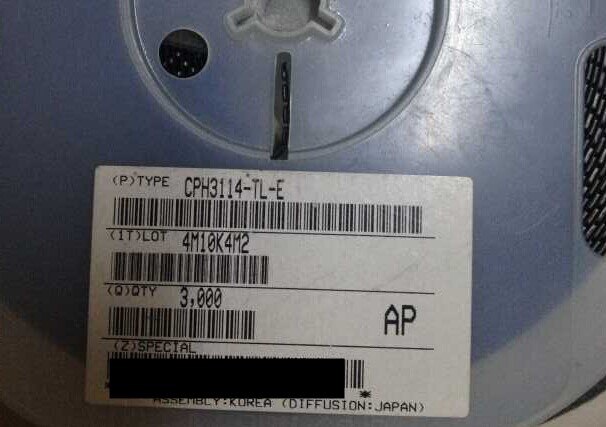 (P)TYPE CPH3114-TL-E
(1T)LOT 4M10K4M2
(Q)QTY 3,000
AP
(Z)SPECIAL
ASSEMBLY:KOREA (DIFFUSION:JAPAN)